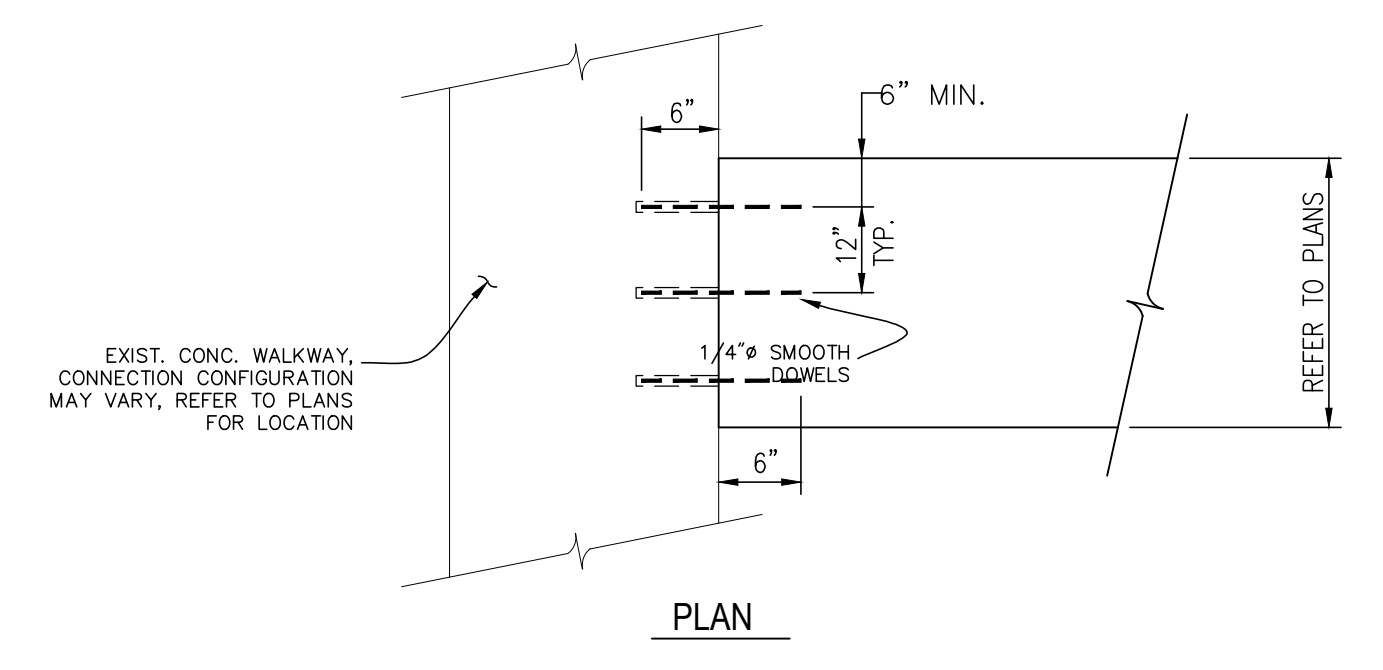 6" MIN.
6"
12"
TYP.
REFER TO PLANS
1/4"ø SMOOTH
DOWELS
EXIST. CONC. WALKWAY,
CONNECTION CONFIGURATION
MAY VARY, REFER TO PLANS
FOR LOCATION
6"
PLAN